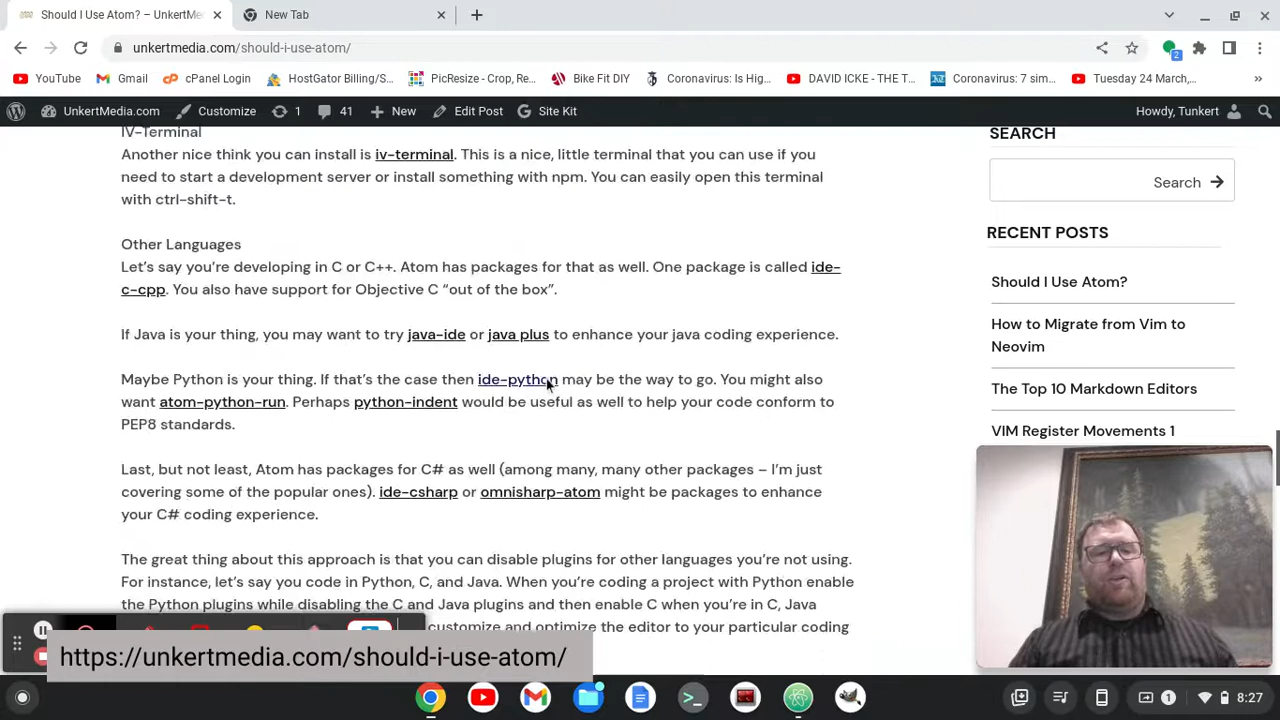 Should I Use Atom? – UnkertMe
New Tab
unkertmedia.com/should-i-use-atom/
2
YouTube
Gmail
cPanel Login
HostGator Billing/S...
PicResize - Crop, Re...
Bike Fit DIY
Coronavirus: Is Hig...
DAVID ICKE - THE T...
Coronavirus: 7 sim...
Tuesday 24 March,...
»
UnkertMedia.com
Customize
1
41
New
Edit Post
Site Kit
Howdy, Tunkert
IV-Terminal
Another nice think you can install is iv-terminal. This is a nice, little terminal that you can use if you
need to start a development server or install something with npm. You can easily open this terminal
with ctrl-shift-t.
Other Languages
Let's say you're developing in C or C++. Atom has packages for that as well. One package is called ide-
c-cpp. You also have support for Objective C “out of the box”.
If Java is your thing, you may want to try java-ide or java plus to enhance your java coding experience.
Maybe Python is your thing. If that's the case then ide-python may be the way to go. You might also
want atom-python-run. Perhaps python-indent would be useful as well to help your code conform to
PEP8 standards.
Last, but not least, Atom has packages for C# as well (among many, many other packages – I'm just
covering some of the popular ones). ide-csharp or omnisharp-atom might be packages to enhance
your C# coding experience.
The great thing about this approach is that you can disable plugins for other languages you're not using.
For instance, let's say you code in Python, C, and Java. When you're coding a project with Python enable
the Python plugins while disabling the C and Java plugins and then enable C when you're in C, Java
customize and optimize the editor to your particular coding
SEARCH
Search
RECENT POSTS
Should I Use Atom?
How to Migrate from Vim to
Neovim
The Top 10 Markdown Editors
VIM Register Movements 1
https://unkertmedia.com/should-i-use-atom/
1
8:27